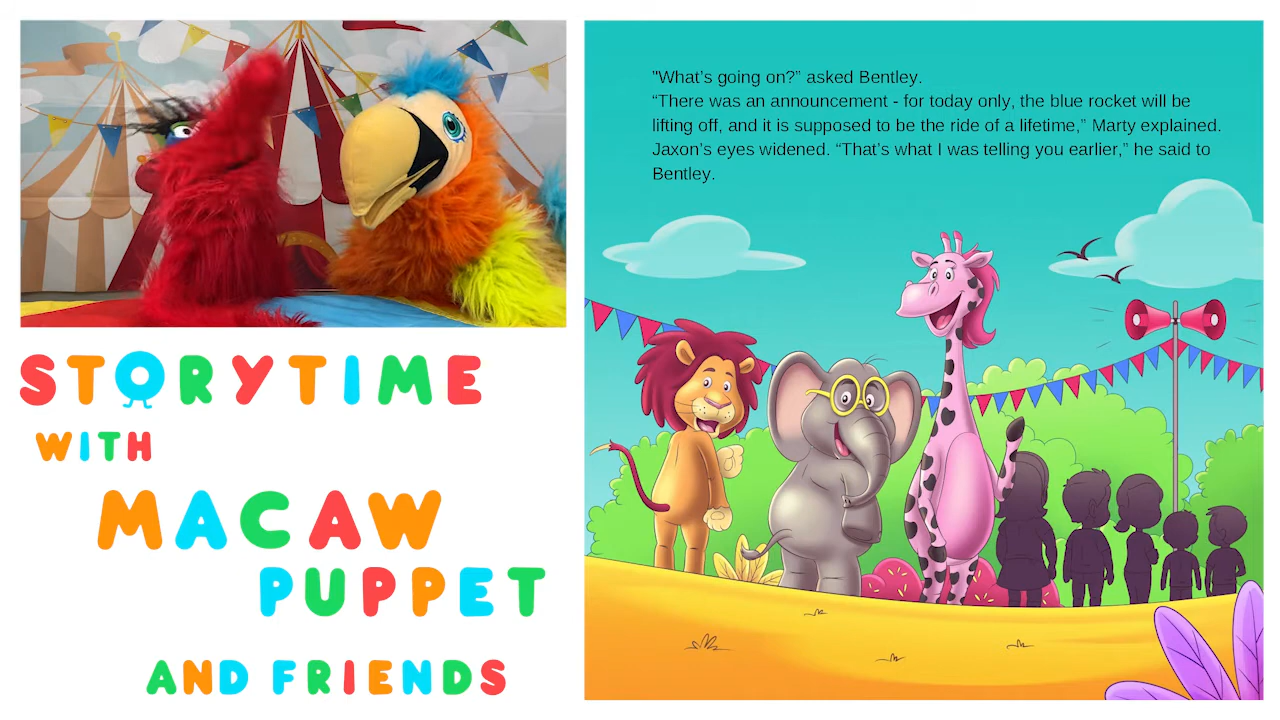 STORYTIME
WITH
MACAW
PUPPET
AND FRIENDS
"What's going on?” asked Bentley.
“There was an announcement - for today only, the blue rocket will be
lifting off, and it is supposed to be the ride of a lifetime,” Marty explained.
Jaxon’s eyes widened. “That’s what I was telling you earlier,” he said to
Bentley.